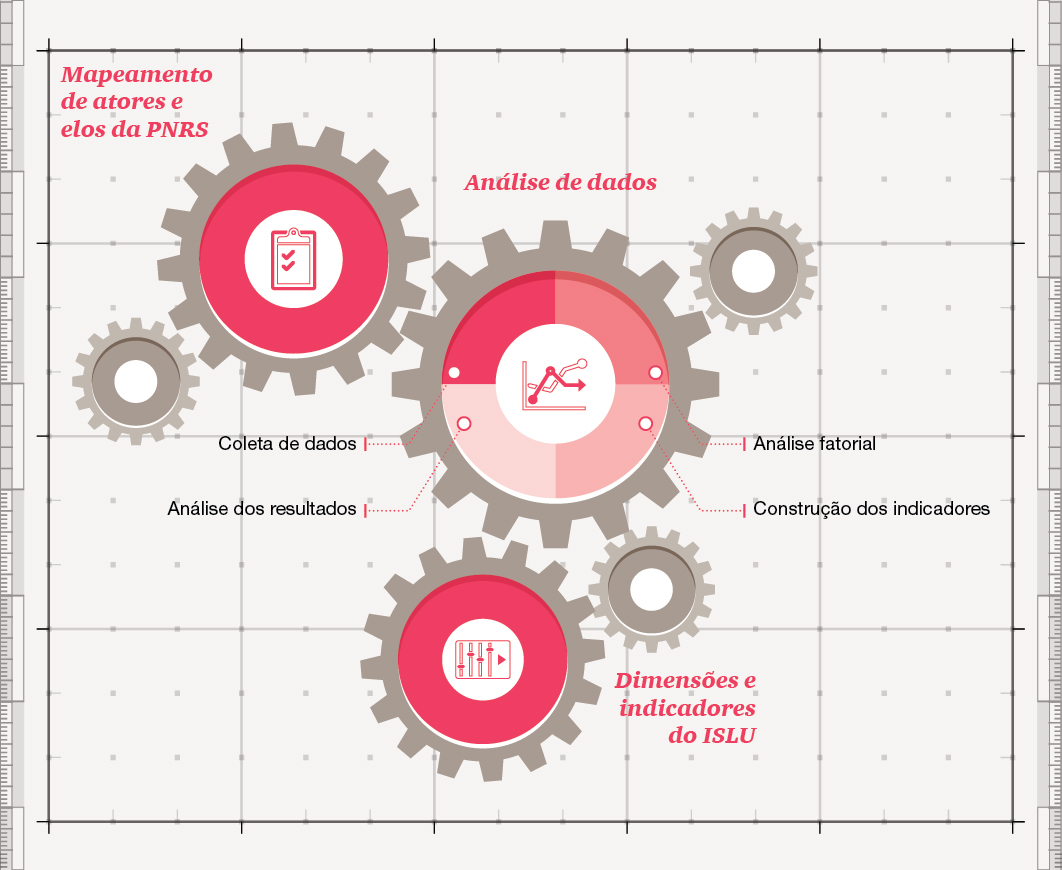 Mapeamento
de atores e
elos da PNRS
Análise de dados
Coleta de dados
Análise fatorial
Análise dos resultados
Construção dos indicadores
Dimensões e
indicadores
do ISLU